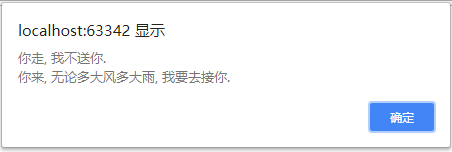 localhost:63342 显示
你走, 我不送你.
你来, 无论多大风多大雨, 我要去接你.
确定